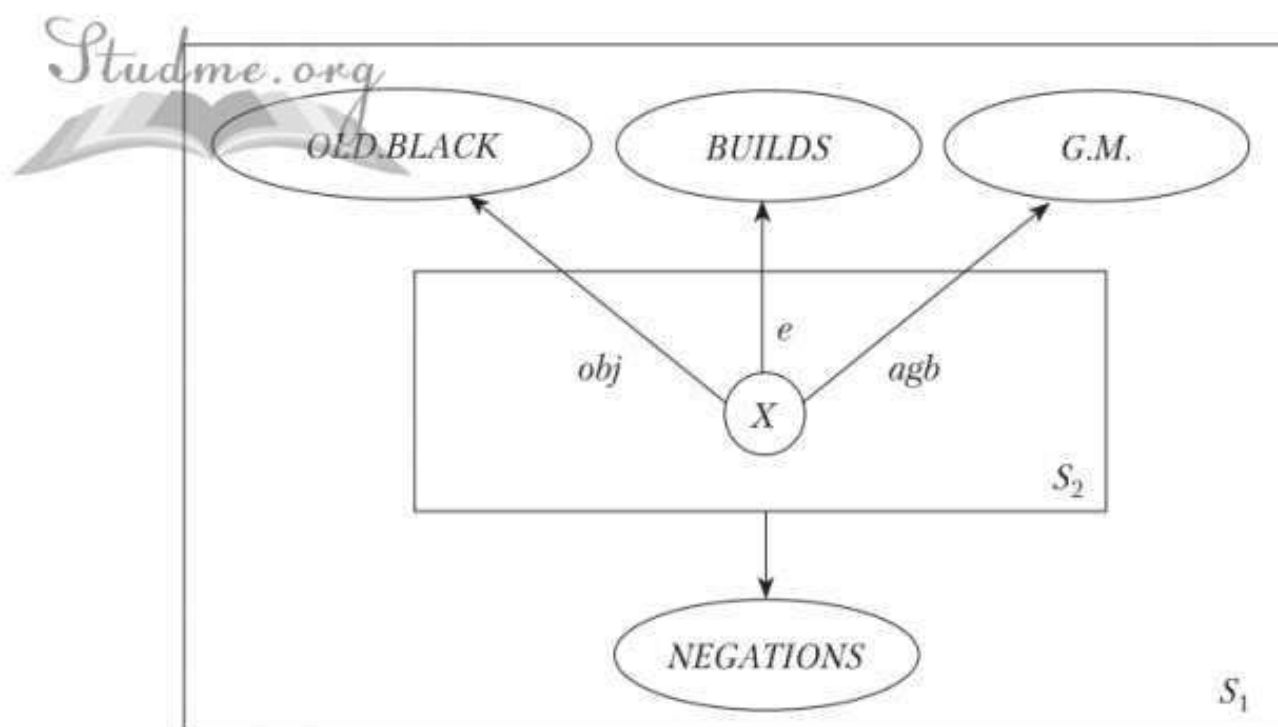 Studme.org
OLD.BLACK
BUILDS
G.M.
e
obj
agb
X
S₂
NEGATIONS
S₁